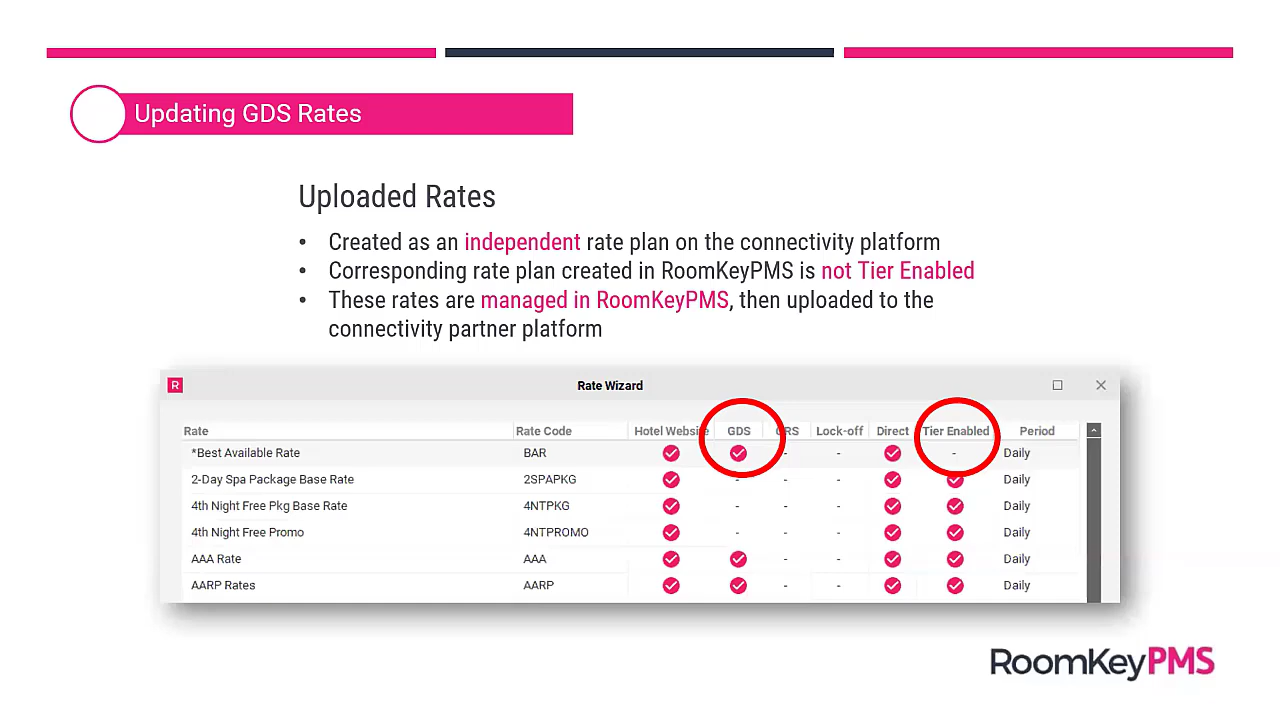 Updating GDS Rates
Uploaded Rates
• Created as an independent rate plan on the connectivity platform
• Corresponding rate plan created in RoomKeyPMS is not Tier Enabled
• These rates are managed in RoomKeyPMS, then uploaded to the
connectivity partner platform
R Rate Wizard
Rate Rate Code Hotel Website GDS Lock-off Direct Tier Enabled Period
*Best Available Rate BAR - - - Daily
2-Day Spa Package Base Rate 2SPAPKG - - - Daily
4th Night Free Pkg Base Rate 4NTPKG - - - Daily
4th Night Free Promo 4NTPROMO - - - Daily
AAA Rate AAA - - Daily
AARP Rates AARP - - Daily
RoomKeyPMS